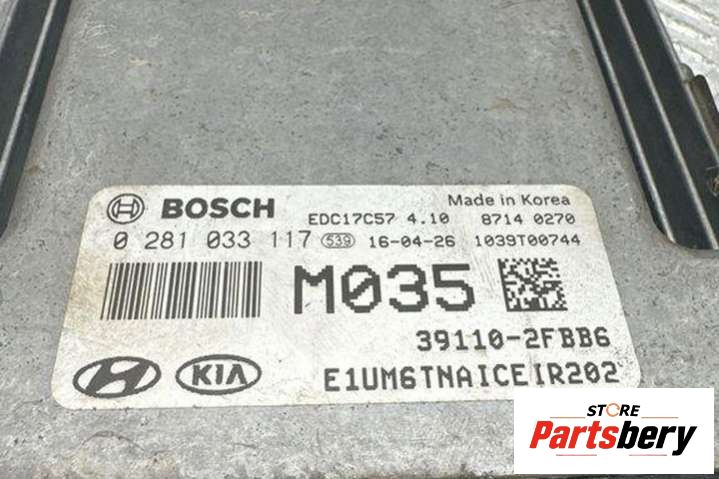 BOSCH EDC17C57 4.10 Made in Korea 8714 0270
0 281 033 117 539 16-04-26 1039T00744
M035
39110-2FBB6
KIA E1UM6TNAICEIR202
STORE
Partsbery